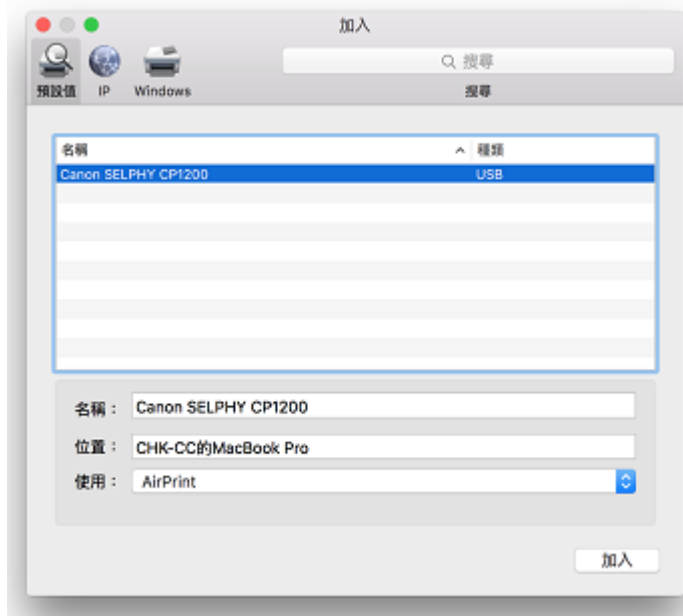 加入
預設值 IP Windows
搜尋
搜尋
名稱 種類
Canon SELPHY CP1200 USB
名稱： Canon SELPHY CP1200
位置： CHK-CC的MacBook Pro
使用： AirPrint
加入